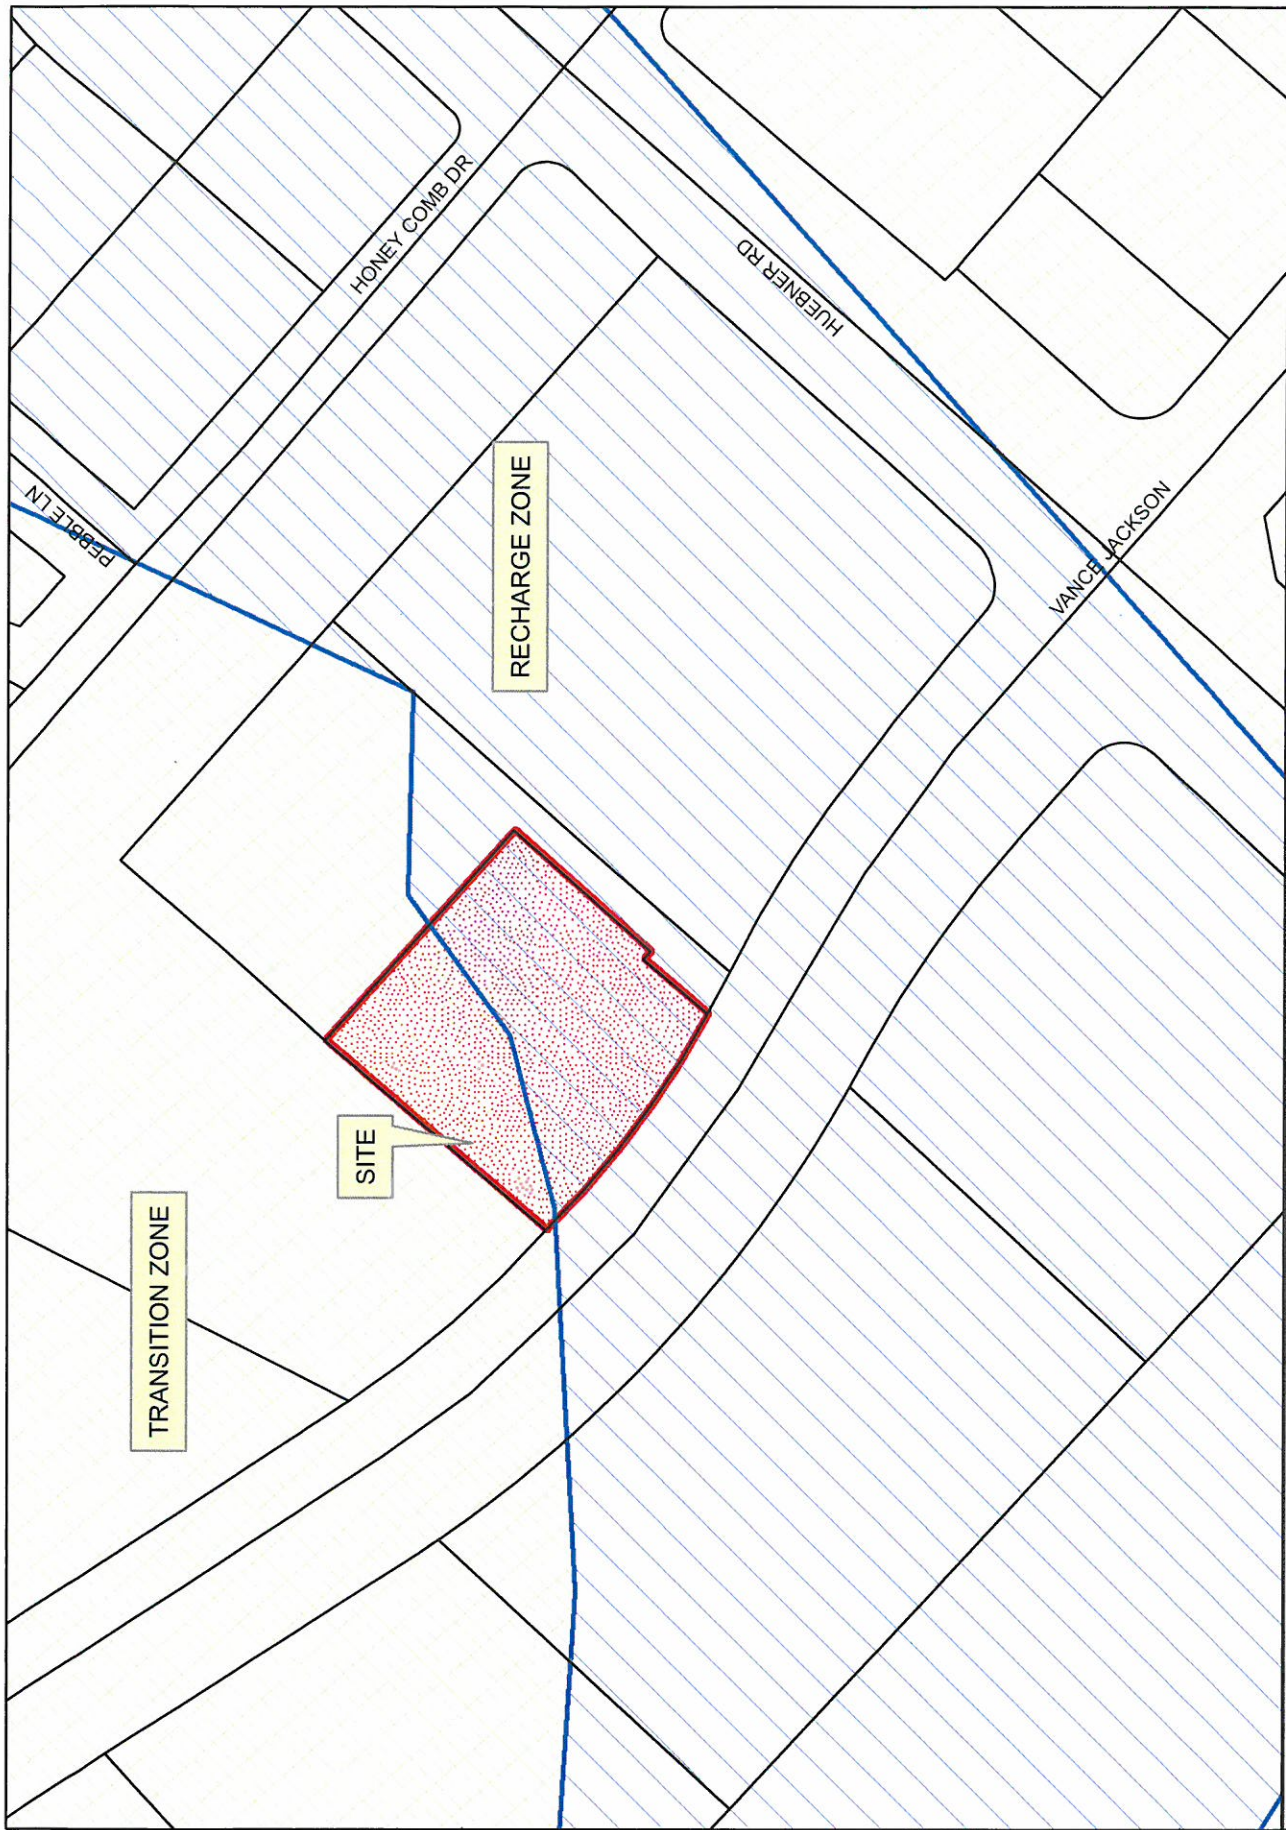 TRANSITION ZONE
SITE
RECHARGE ZONE
PEBBLE LN
HONEY COMB DR
HUEBNER RD
VANCE JACKSON